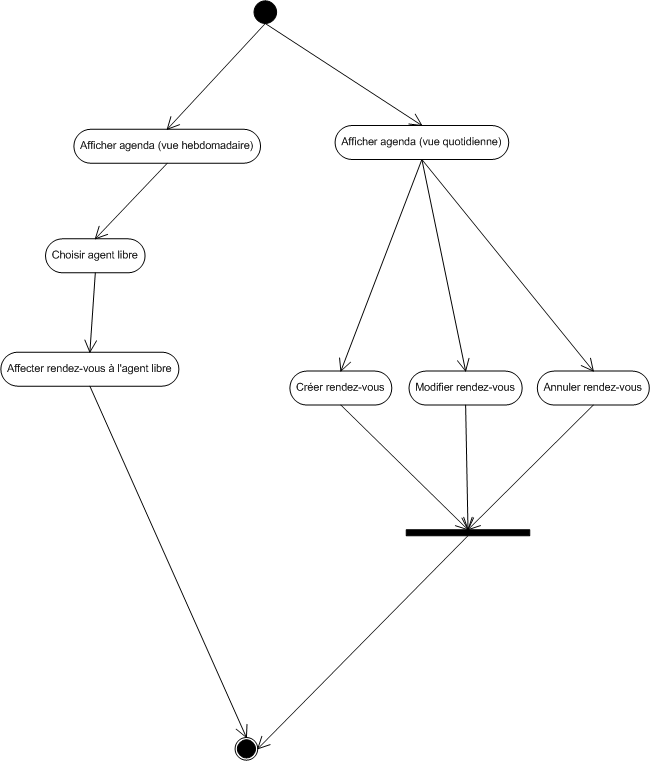 Afficher agenda (vue hebdomadaire)
Afficher agenda (vue quotidienne)
Choisir agent libre
Affecter rendez-vous à l'agent libre
Créer rendez-vous
Modifier rendez-vous
Annuler rendez-vous